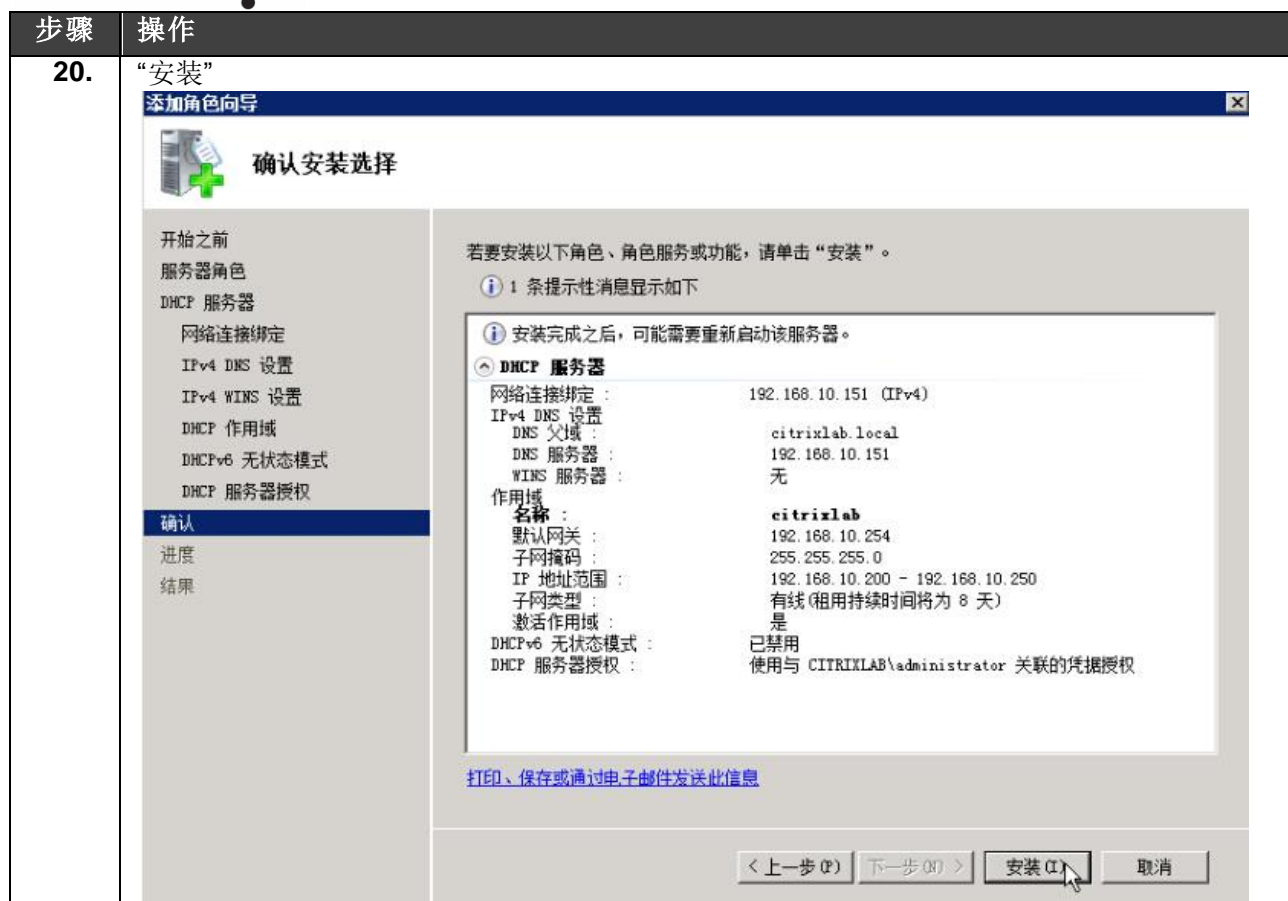 步骤 操作
20. “安装”
添加角色向导
确认安装选择
开始之前
服务器角色
DHCP 服务器
网络连接绑定
IPv4 DNS 设置
IPv4 WINS 设置
DHCP 作用域
DHCPv6 无状态模式
DHCP 服务器授权
确认
进度
结果
若要安装以下角色、角色服务或功能，请单击“安装”。
1 条提示性消息显示如下
安装完成之后，可能需要重新启动该服务器。
DHCP 服务器
网络连接绑定 : 192.168.10.151 (IPv4)
IPv4 DNS 设置
DNS 父域 : citrixlab.local
DNS 服务器 : 192.168.10.151
WINS 服务器 : 无
作用域
名称 : citrixlab
默认网关 : 192.168.10.254
子网掩码 : 255.255.255.0
IP 地址范围 : 192.168.10.200 - 192.168.10.250
子网类型 : 有线(租用持续时间将为 8 天)
激活作用域 : 是
DHCPv6 无状态模式 : 已禁用
DHCP 服务器授权 : 使用与 CITRIXLAB\administrator 关联的凭据授权
打印、保存或通过电子邮件发送此信息
< 上一步(P) 下一步(N) > 安装(I) 取消